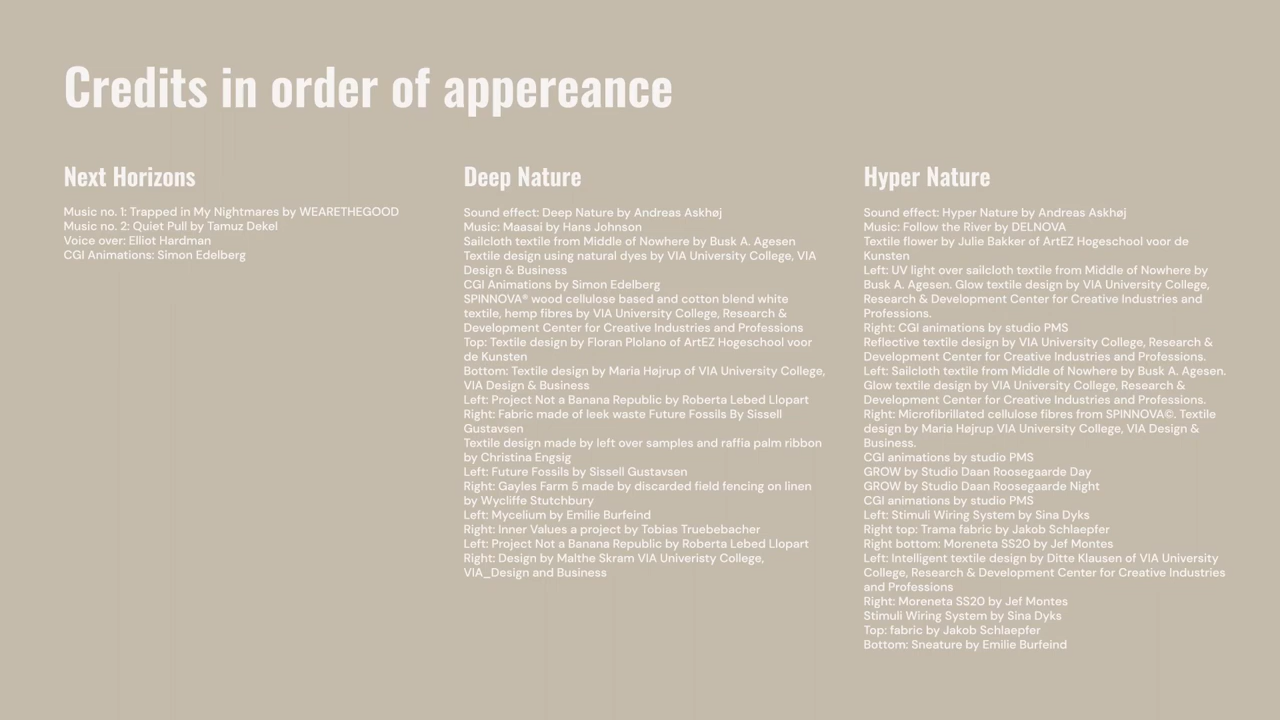 Credits in order of appereance
Next Horizons
Music no. 1: Trapped in My Nightmares by WEARETHEGOOD
Music no. 2: Quiet Pull by Tamuz Dekel
Voice over: Elliot Hardman
CGI Animations: Simon Edelberg
Deep Nature
Sound effect: Deep Nature by Andreas Askhøj
Music: Maasai by Hans Johnson
Sailcloth textile from Middle of Nowhere by Busk A. Agesen
Textile design using natural dyes by VIA University College, VIA
Design & Business
CGI Animations by Simon Edelberg
SPINNOVA® wood cellulose based and cotton blend white
textile, hemp fibres by VIA University College, Research &
Development Center for Creative Industries and Professions
Top: Textile design by Floran Plolano of ArtEZ Hogeschool voor
de Kunsten
Bottom: Textile design by Maria Højrup of VIA University College,
VIA Design & Business
Left: Project Not a Banana Republic by Roberta Lebed Llopart
Right: Fabric made of leek waste Future Fossils By Sissell
Gustavsen
Textile design made by left over samples and raffia palm ribbon
by Christina Engsig
Left: Future Fossils by Sissell Gustavsen
Right: Gayles Farm 5 made by discarded field fencing on linen
by Wycliffe Stutchbury
Left: Mycelium by Emilie Burfeind
Right: Inner Values a project by Tobias Truebebacher
Left: Project Not a Banana Republic by Roberta Lebed Llopart
Right: Design by Malthe Skram VIA Univeristy College,
VIA_Design and Business
Hyper Nature
Sound effect: Hyper Nature by Andreas Askhøj
Music: Follow the River by DELNOVA
Textile flower by Julie Bakker of ArtEZ Hogeschool voor de
Kunsten
Left: UV light over sailcloth textile from Middle of Nowhere by
Busk A. Agesen. Glow textile design by VIA University College,
Research & Development Center for Creative Industries and
Professions.
Right: CGI animations by studio PMS
Reflective textile design by VIA University College, Research &
Development Center for Creative Industries and Professions.
Left: Sailcloth textile from Middle of Nowhere by Busk A. Agesen.
Glow textile design by VIA University College, Research &
Development Center for Creative Industries and Professions.
Right: Microfibrillated cellulose fibres from SPINNOVA©. Textile
design by Maria Højrup VIA University College, VIA Design &
Business.
CGI animations by studio PMS
GROW by Studio Daan Roosegaarde Day
GROW by Studio Daan Roosegaarde Night
CGI animations by studio PMS
Left: Stimuli Wiring System by Sina Dyks
Right top: Trama fabric by Jakob Schlaepfer
Right bottom: Moreneta SS20 by Jef Montes
Left: Intelligent textile design by Ditte Klausen of VIA University
College, Research & Development Center for Creative Industries
and Professions
Right: Moreneta SS20 by Jef Montes
Stimuli Wiring System by Sina Dyks
Top: fabric by Jakob Schlaepfer
Bottom: Sneature by Emilie Burfeind